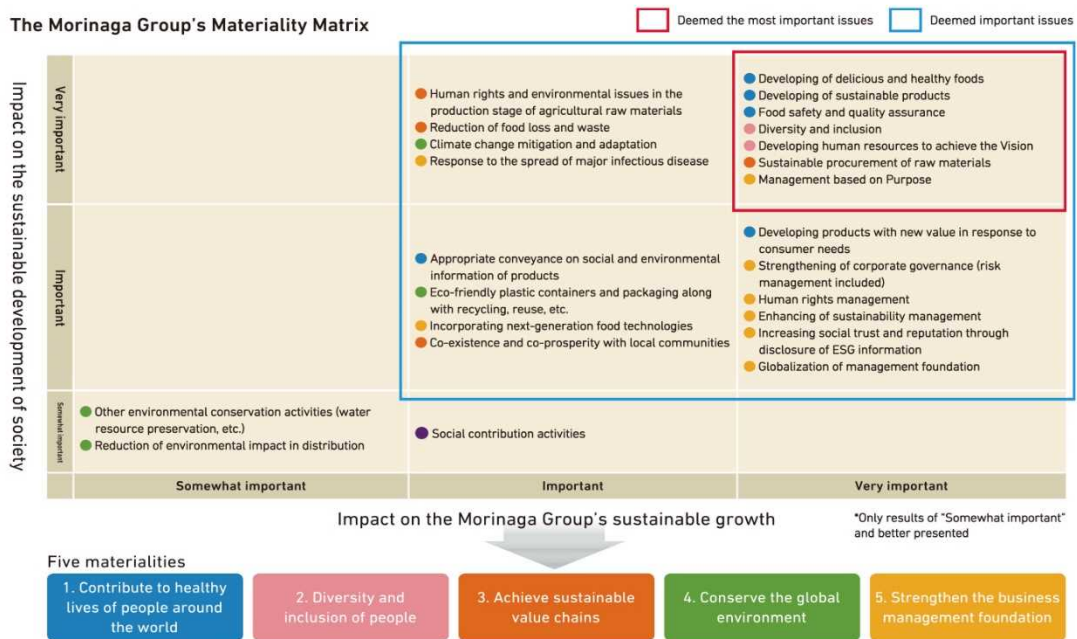 The Morinaga Group's Materiality Matrix
Deemed the most important issues
Deemed important issues
Impact on the sustainable development of society
Very important
Human rights and environmental issues in the
production stage of agricultural raw materials
Reduction of food loss and waste
Climate change mitigation and adaptation
Response to the spread of major infectious disease
Developing of delicious and healthy foods
Developing of sustainable products
Food safety and quality assurance
Diversity and inclusion
Developing human resources to achieve the Vision
Sustainable procurement of raw materials
Management based on Purpose
Important
Appropriate conveyance on social and environmental
information of products
Eco-friendly plastic containers and packaging along
with recycling, reuse, etc.
Incorporating next-generation food technologies
Co-existence and co-prosperity with local communities
Developing products with new value in response to
consumer needs
Strengthening of corporate governance (risk
management included)
Human rights management
Enhancing of sustainability management
Increasing social trust and reputation through
disclosure of ESG information
Globalization of management foundation
Somewhat important
Other environmental conservation activities (water
resource preservation, etc.)
Reduction of environmental impact in distribution
Social contribution activities
Somewhat important
Important
Very important
Impact on the Morinaga Group's sustainable growth
*Only results of "Somewhat important"
and better presented
Five materialities
1. Contribute to healthy
lives of people around
the world
2. Diversity and
inclusion of people
3. Achieve sustainable
value chains
4. Conserve the global
environment
5. Strengthen the business
management foundation